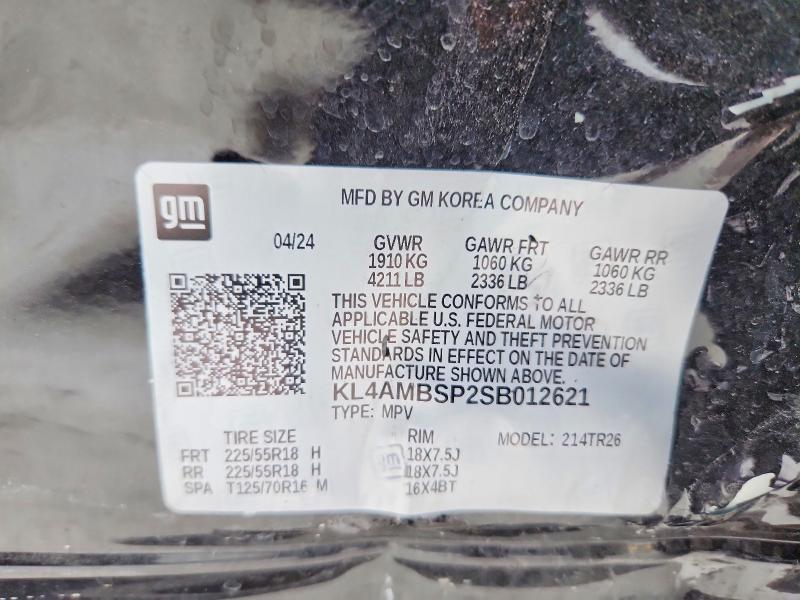 gm
MFD BY GM KOREA COMPANY
04/24
GVWR GAWR FRT GAWR RR
1910 KG 1060 KG 1060 KG
4211 LB 2336 LB 2336 LB
THIS VEHICLE CONFORMS TO ALL
APPLICABLE U.S. FEDERAL MOTOR
VEHICLE SAFETY AND THEFT PREVENTION
STANDARDS IN EFFECT ON THE DATE OF
MANUFACTURE SHOWN ABOVE.
KL4AMBSP2SB012621
TYPE: MPV
TIRE SIZE RIM MODEL: 214TR26
FRT 225/55R18 H 18X7.5J
RR 225/55R18 H gm 18X7.5J
SPA T125/70R16 M 16X4BT